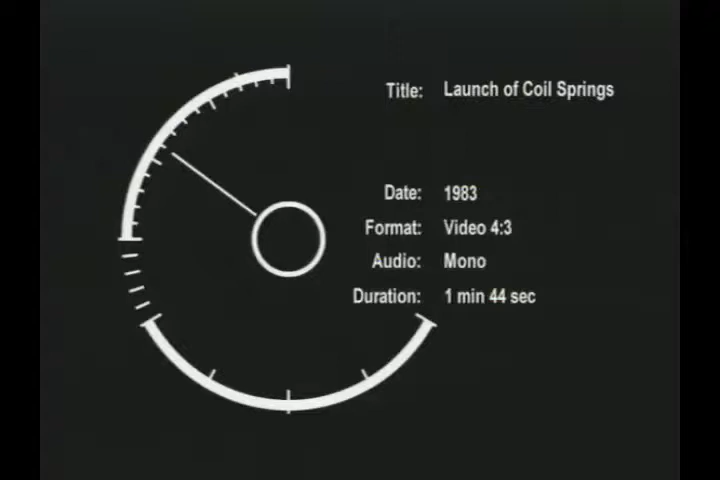 Title: Launch of Coil Springs
Date: 1983
Format: Video 4:3
Audio: Mono
Duration: 1 min 44 sec